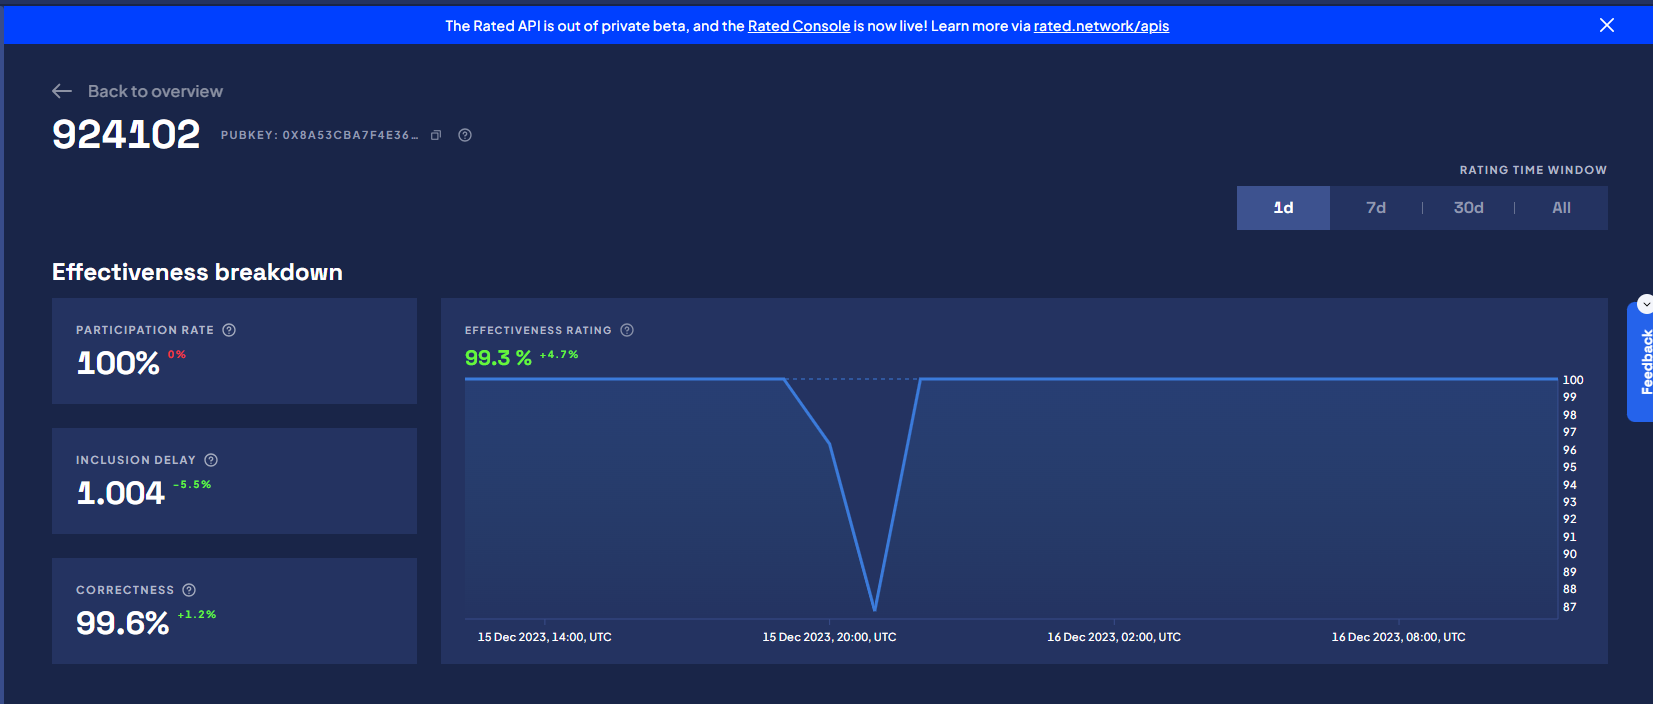 The Rated API is out of private beta, and the Rated Console is now live! Learn more via rated.network/apis
Back to overview
924102 PUBKEY: 0X8A53CBA7F4E36…
RATING TIME WINDOW
1d 7d 30d All
Effectiveness breakdown
PARTICIPATION RATE
100% 0%
INCLUSION DELAY
1.004 -5.5%
CORRECTNESS
99.6% +1.2%
EFFECTIVENESS RATING
99.3 % +4.7%
100
99
98
97
96
95
94
93
92
91
90
89
88
87
15 Dec 2023, 14:00, UTC 15 Dec 2023, 20:00, UTC 16 Dec 2023, 02:00, UTC 16 Dec 2023, 08:00, UTC
Feedback